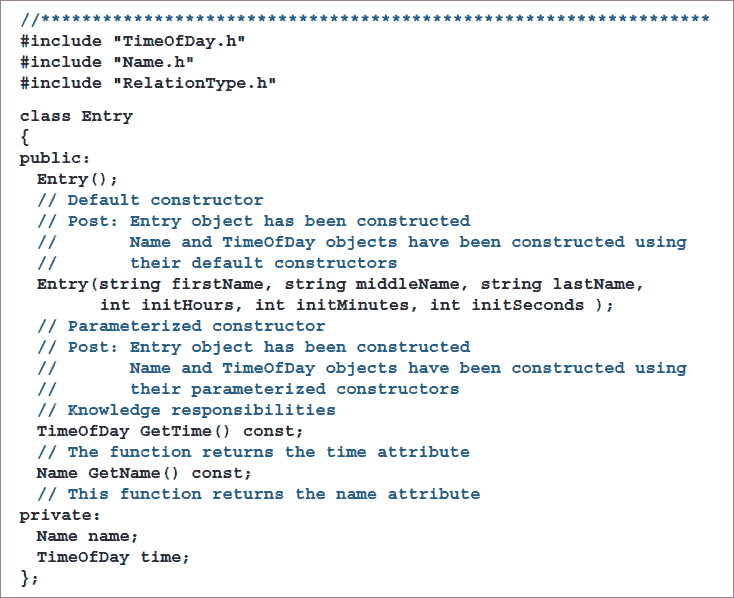 //*****************************************************************
#include "TimeOfDay.h"
#include "Name.h"
#include "RelationType.h"
class Entry
{
public:
  Entry();
  // Default constructor
  // Post: Entry object has been constructed
  //       Name and TimeOfDay objects have been constructed using
  //       their default constructors
  Entry(string firstName, string middleName, string lastName,
        int initHours, int initMinutes, int initSeconds );
  // Parameterized constructor
  // Post: Entry object has been constructed
  //       Name and TimeOfDay objects have been constructed using
  //       their parameterized constructors
  // Knowledge responsibilities
  TimeOfDay GetTime() const;
  // The function returns the time attribute
  Name GetName() const;
  // This function returns the name attribute
private:
  Name name;
  TimeOfDay time;
};